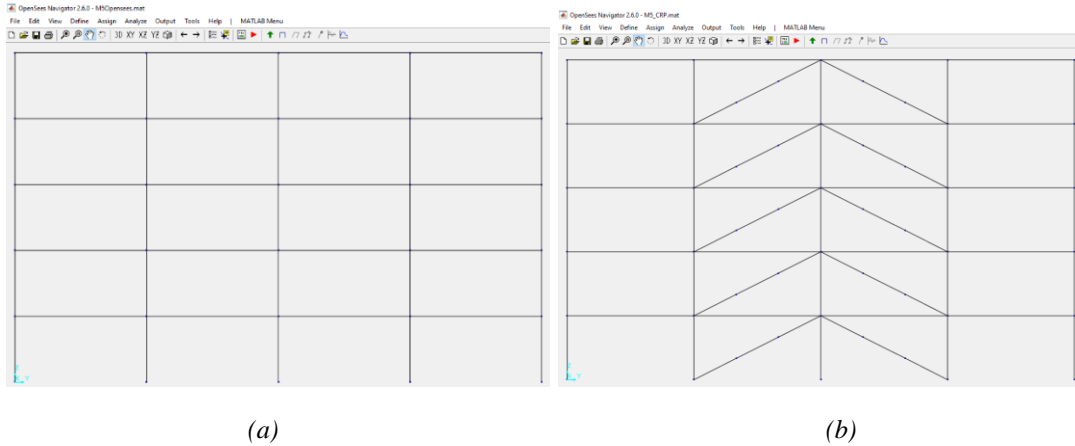 OpenSees Navigator 2.6.0 - M5Opensees.mat
File Edit View Define Assign Analyze Output Tools Help | MATLAB Menu
3D XY XZ YZ
Z
X Y
OpenSees Navigator 2.6.0 - M5_CRP.mat
File Edit View Define Assign Analyze Output Tools Help | MATLAB Menu
3D XY XZ YZ
Z
X Y
(a) (b)